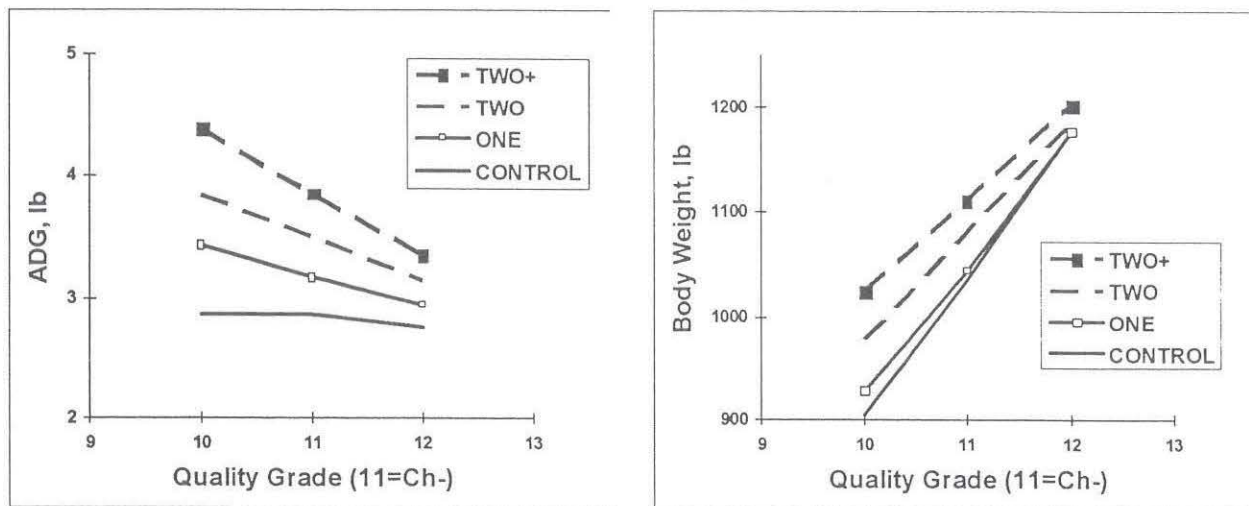 5
4
3
2
ADG, lb
9
10
11
12
13
Quality Grade (11=Ch-)
TWO+
TWO
ONE
CONTROL
1200
1100
1000
900
Body Weight, lb
9
10
11
12
13
Quality Grade (11=Ch-)
TWO+
TWO
ONE
CONTROL